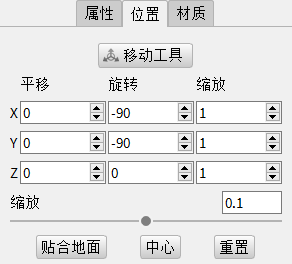 属性 位置 材质
移动工具
平移 旋转 缩放
X 0 -90 1
Y 0 -90 1
Z 0 0 1
缩放 0.1
贴合地面 中心 重置